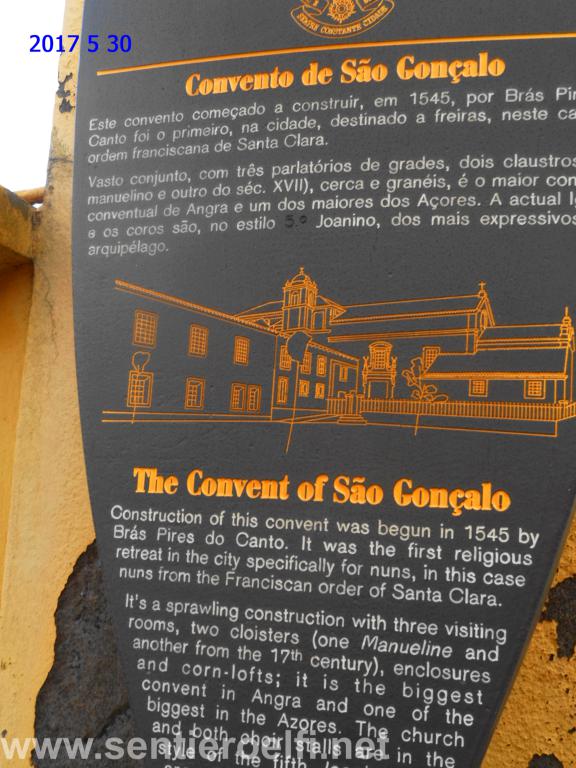 2017 5 30
SEMPRE CONSTANTE CIDADE
Convento de São Gonçalo
Este convento começado a construir, em 1545, por Brás
Canto foi o primeiro, na cidade, destinado a freiras, neste
ordem franciscana de Santa Clara.
Vasto conjunto, com três parlatórios de grades, dois claustros
manuelino e outro do séc. XVII), cerca e granéis, é o maior
conventual de Angra e um dos maiores dos Açores. A actual
e os coros são, no estilo 5.º Joanino, dos mais expressivos
arquipélago.
The Convent of São Gonçalo
Construction of this convent was begun in 1545 by
Brás Pires do Canto. It was the first religious
retreat in the city specifically for nuns, in this case
nuns from the Franciscan order of Santa Clara.
It's a sprawling construction with three visiting
rooms, two cloisters (one Manueline and
another from the 17th century), enclosures
and corn-lofts; it is the biggest
convent in Angra and one of the
biggest in the Azores. The church
and both choir stalls are in the
style of the fifth
www.sentieroelfi.net